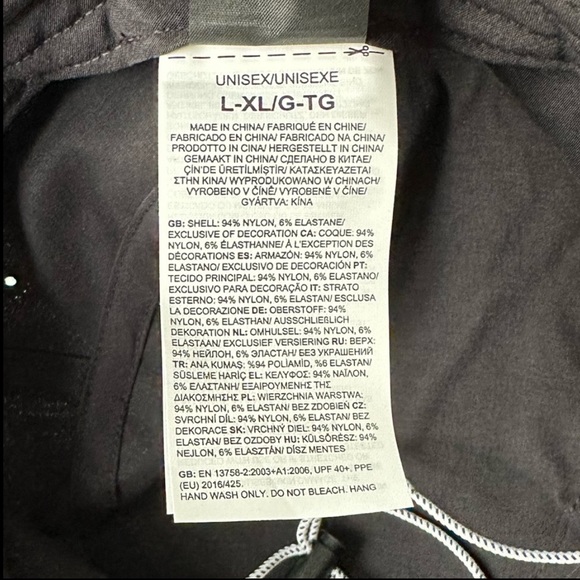 UNISEX/UNISEXE
L-XL/G-TG
MADE IN CHINA/ FABRIQUÉ EN CHINE/
FABRICADO EN CHINA/ FABRICADO NA CHINA/
PRODOTTO IN CINA/ HERGESTELLT IN CHINA/
GEMAAKT IN CHINA/ СДЕЛАНО В КИТАЕ/
ÇİN'DE ÜRETİLMİŞTİR/ ΚΑΤΑΣΚΕΥΑΖΕΤΑΙ
ΣΤΗΝ ΚΙΝΑ/ WYPRODUKOWANO W CHINACH/
VYROBENO V ČÍNĚ/ VYROBENÉ V ČÍNE/
GYÁRTVA: KÍNA
GB: SHELL: 94% NYLON, 6% ELASTANE/
EXCLUSIVE OF DECORATION CA: COQUE: 94%
NYLON, 6% ÉLASTHANNE/ À L'EXCEPTION DES
DÉCORATIONS ES: ARMAZÓN: 94% NYLON, 6%
ELASTANO/ EXCLUSIVO DE DECORACIÓN PT:
TECIDO PRINCIPAL: 94% NYLON, 6% ELASTANO/
EXCLUSIVO PARA DECORAÇÃO IT: STRATO
ESTERNO: 94% NYLON, 6% ELASTAN/ ESCLUSA
LA DECORAZIONE DE: OBERSTOFF: 94%
NYLON, 6% ELASTHAN/ AUSSCHLIEẞLICH
DEKORATION NL: OMHULSEL: 94% NYLON, 6%
ELASTAAN/ EXCLUSIEF VERSIERING RU: ВЕРХ:
94% НЕЙЛОН, 6% ЭЛАСТАН/ БЕЗ УКРАШЕНИЙ
TR: ANA KUMAŞ: %94 POLİAMİD, %6 ELASTAN/
SÜSLEME HARİÇ EL: ΚΕΛΥΦΟΣ: 94% ΝΑΪΛΟΝ,
6% ΕΛΑΣΤΑΝΗ/ ΕΞΑΙΡΟΥΜΕΝΗΣ ΤΗΣ
ΔΙΑΚΟΣΜΗΣΗΣ PL: WIERZCHNIA WARSTWA:
94% NYLON, 6% ELASTAN/ BEZ ZDOBIEŃ CZ:
SVRCHNÍ DÍL: 94% NYLON, 6% ELASTAN/ BEZ
DEKORACE SK: VRCHNÝ DIEL: 94% NYLON, 6%
ELASTAN/ BEZ OZDOBY HU: KÜLSŐRÉSZ: 94%
NEJLON, 6% ELASZTÁN/ DÍSZ MENTES
GB: EN 13758-2:2003+A1:2006, UPF 40+, PPE
(EU) 2016/425.
HAND WASH ONLY. DO NOT BLEACH. HANG